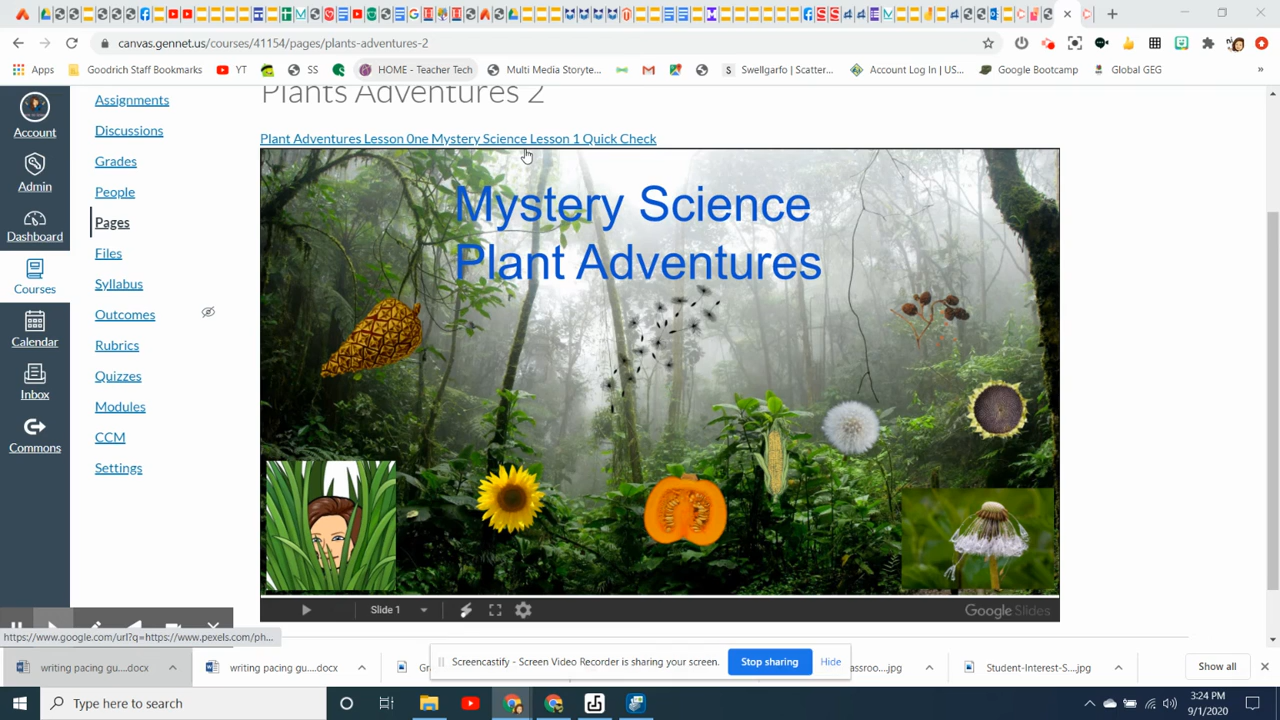 canvas.gennet.us/courses/41154/pages/plants-adventures-2
Apps
Goodrich Staff Bookmarks
YT
SS
HOME - Teacher Tech
Multi Media Storyte...
Swellgarfo | Scatter...
Account Log In | US...
Google Bootcamp
Global GEG
»
Account
Admin
Dashboard
Courses
Calendar
Inbox
Commons
Assignments
Discussions
Grades
People
Pages
Files
Syllabus
Outcomes
Rubrics
Quizzes
Modules
CCM
Settings
Plants Adventures 2
Plant Adventures Lesson 0ne Mystery Science Lesson 1 Quick Check
Mystery Science
Plant Adventures
Slide 1
Google Slides
https://www.google.com/url?q=https://www.pexels.com/ph...
writing pacing gu....docx
writing pacing gu....docx
Gr
Screencastify - Screen Video Recorder is sharing your screen.
Stop sharing
Hide
assroo....jpg
Student-Interest-S....jpg
Show all
Type here to search
3:24 PM
9/1/2020